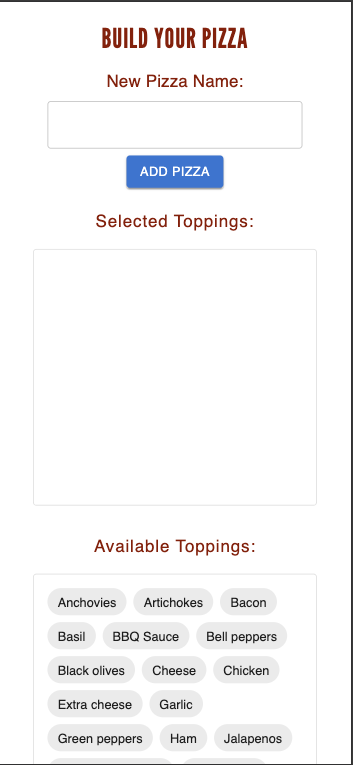 BUILD YOUR PIZZA
New Pizza Name:
ADD PIZZA
Selected Toppings:
Available Toppings:
Anchovies Artichokes Bacon
Basil BBQ Sauce Bell peppers
Black olives Cheese Chicken
Extra cheese Garlic
Green peppers Ham Jalapenos